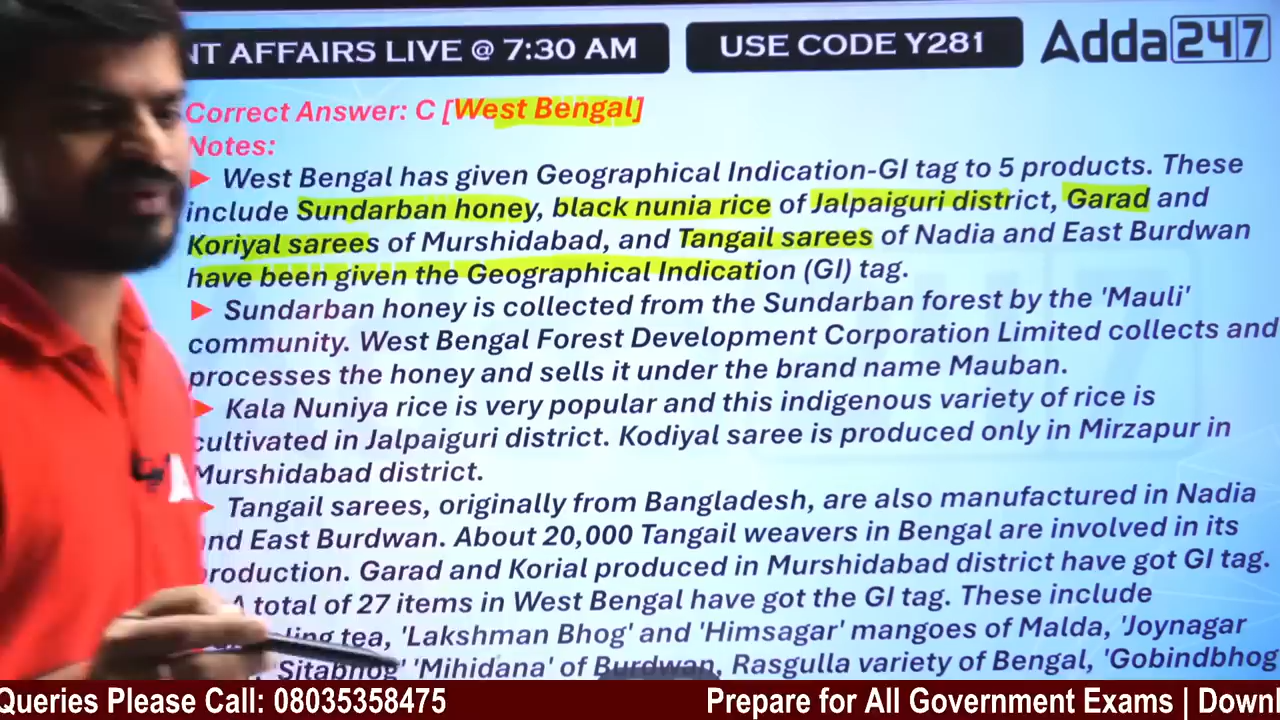 NT AFFAIRS LIVE @ 7:30 AM
USE CODE Y281
Adda 247
Correct Answer: C [West Bengal]
Notes:
► West Bengal has given Geographical Indication-GI tag to 5 products. These
include Sundarban honey, black nunia rice of Jalpaiguri district, Garad and
Koriyal sarees of Murshidabad, and Tangail sarees of Nadia and East Burdwan
have been given the Geographical Indication (GI) tag.
► Sundarban honey is collected from the Sundarban forest by the 'Mauli'
community. West Bengal Forest Development Corporation Limited collects and
processes the honey and sells it under the brand name Mauban.
► Kala Nuniya rice is very popular and this indigenous variety of rice is
cultivated in Jalpaiguri district. Kodiyal saree is produced only in Mirzapur in
Murshidabad district.
► Tangail sarees, originally from Bangladesh, are also manufactured in Nadia
and East Burdwan. About 20,000 Tangail weavers in Bengal are involved in its
production. Garad and Korial produced in Murshidabad district have got GI tag.
A total of 27 items in West Bengal have got the GI tag. These include
tea, 'Lakshman Bhog' and 'Himsagar' mangoes of Malda, 'Joynagar
'Sitabhog' 'Mihidana' of Burdwan, Rasgulla variety of Bengal, 'Gobindbhog
Queries Please Call: 08035358475
Prepare for All Government Exams | Downl